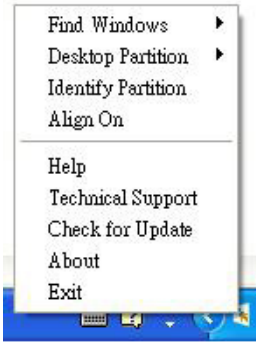 Find Windows
Desktop Partition
Identify Partition
Align On
Help
Technical Support
Check for Update
About
Exit